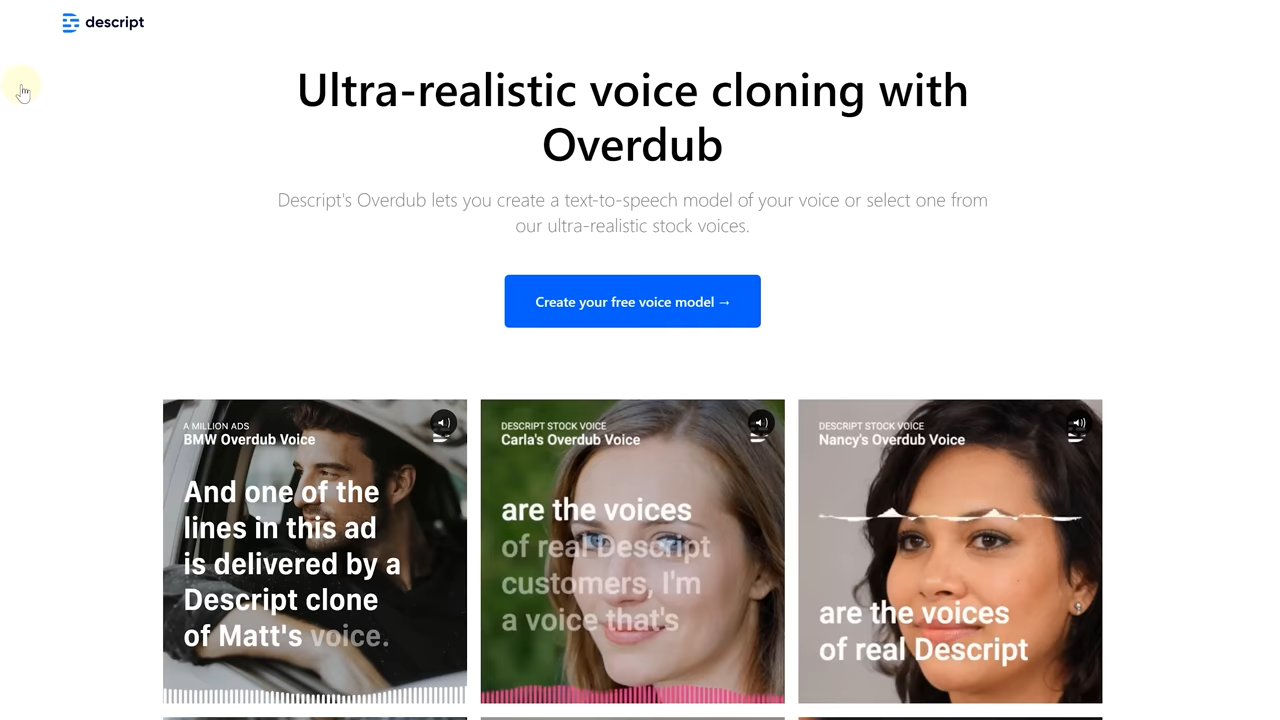 descript
Ultra-realistic voice cloning with
Overdub
Descript's Overdub lets you create a text-to-speech model of your voice or select one from
our ultra-realistic stock voices.
Create your free voice model →
A MILLION ADS
BMW Overdub Voice
And one of the
lines in this ad
is delivered by a
Descript clone
of Matt's voice.
DESCRIPT STOCK VOICE
Carla's Overdub Voice
are the voices
of real Descript
customers, I'm
a voice that's
DESCRIPT STOCK VOICE
Nancy's Overdub Voice
are the voices
of real Descript